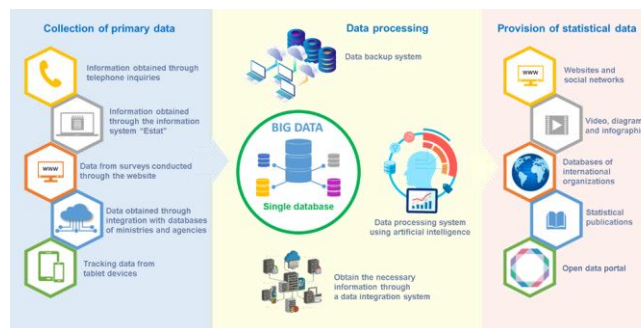 Collection of primary data
Information obtained through
telephone inquiries
Information obtained
through the information
system "Estat"
www
Data from surveys conducted
through the website
Data obtained through
integration with databases
of ministries and agencies
Tracking data from
tablet devices
Data processing
Data backup system
BIG DATA
Single database
Data processing system
using artificial intelligence
Obtain the necessary
information through
a data integration system
Provision of statistical data
www
Websites and
social networks
Video, diagram
and infographi
Databases of
international
organizations
Statistical
publications
Open data portal